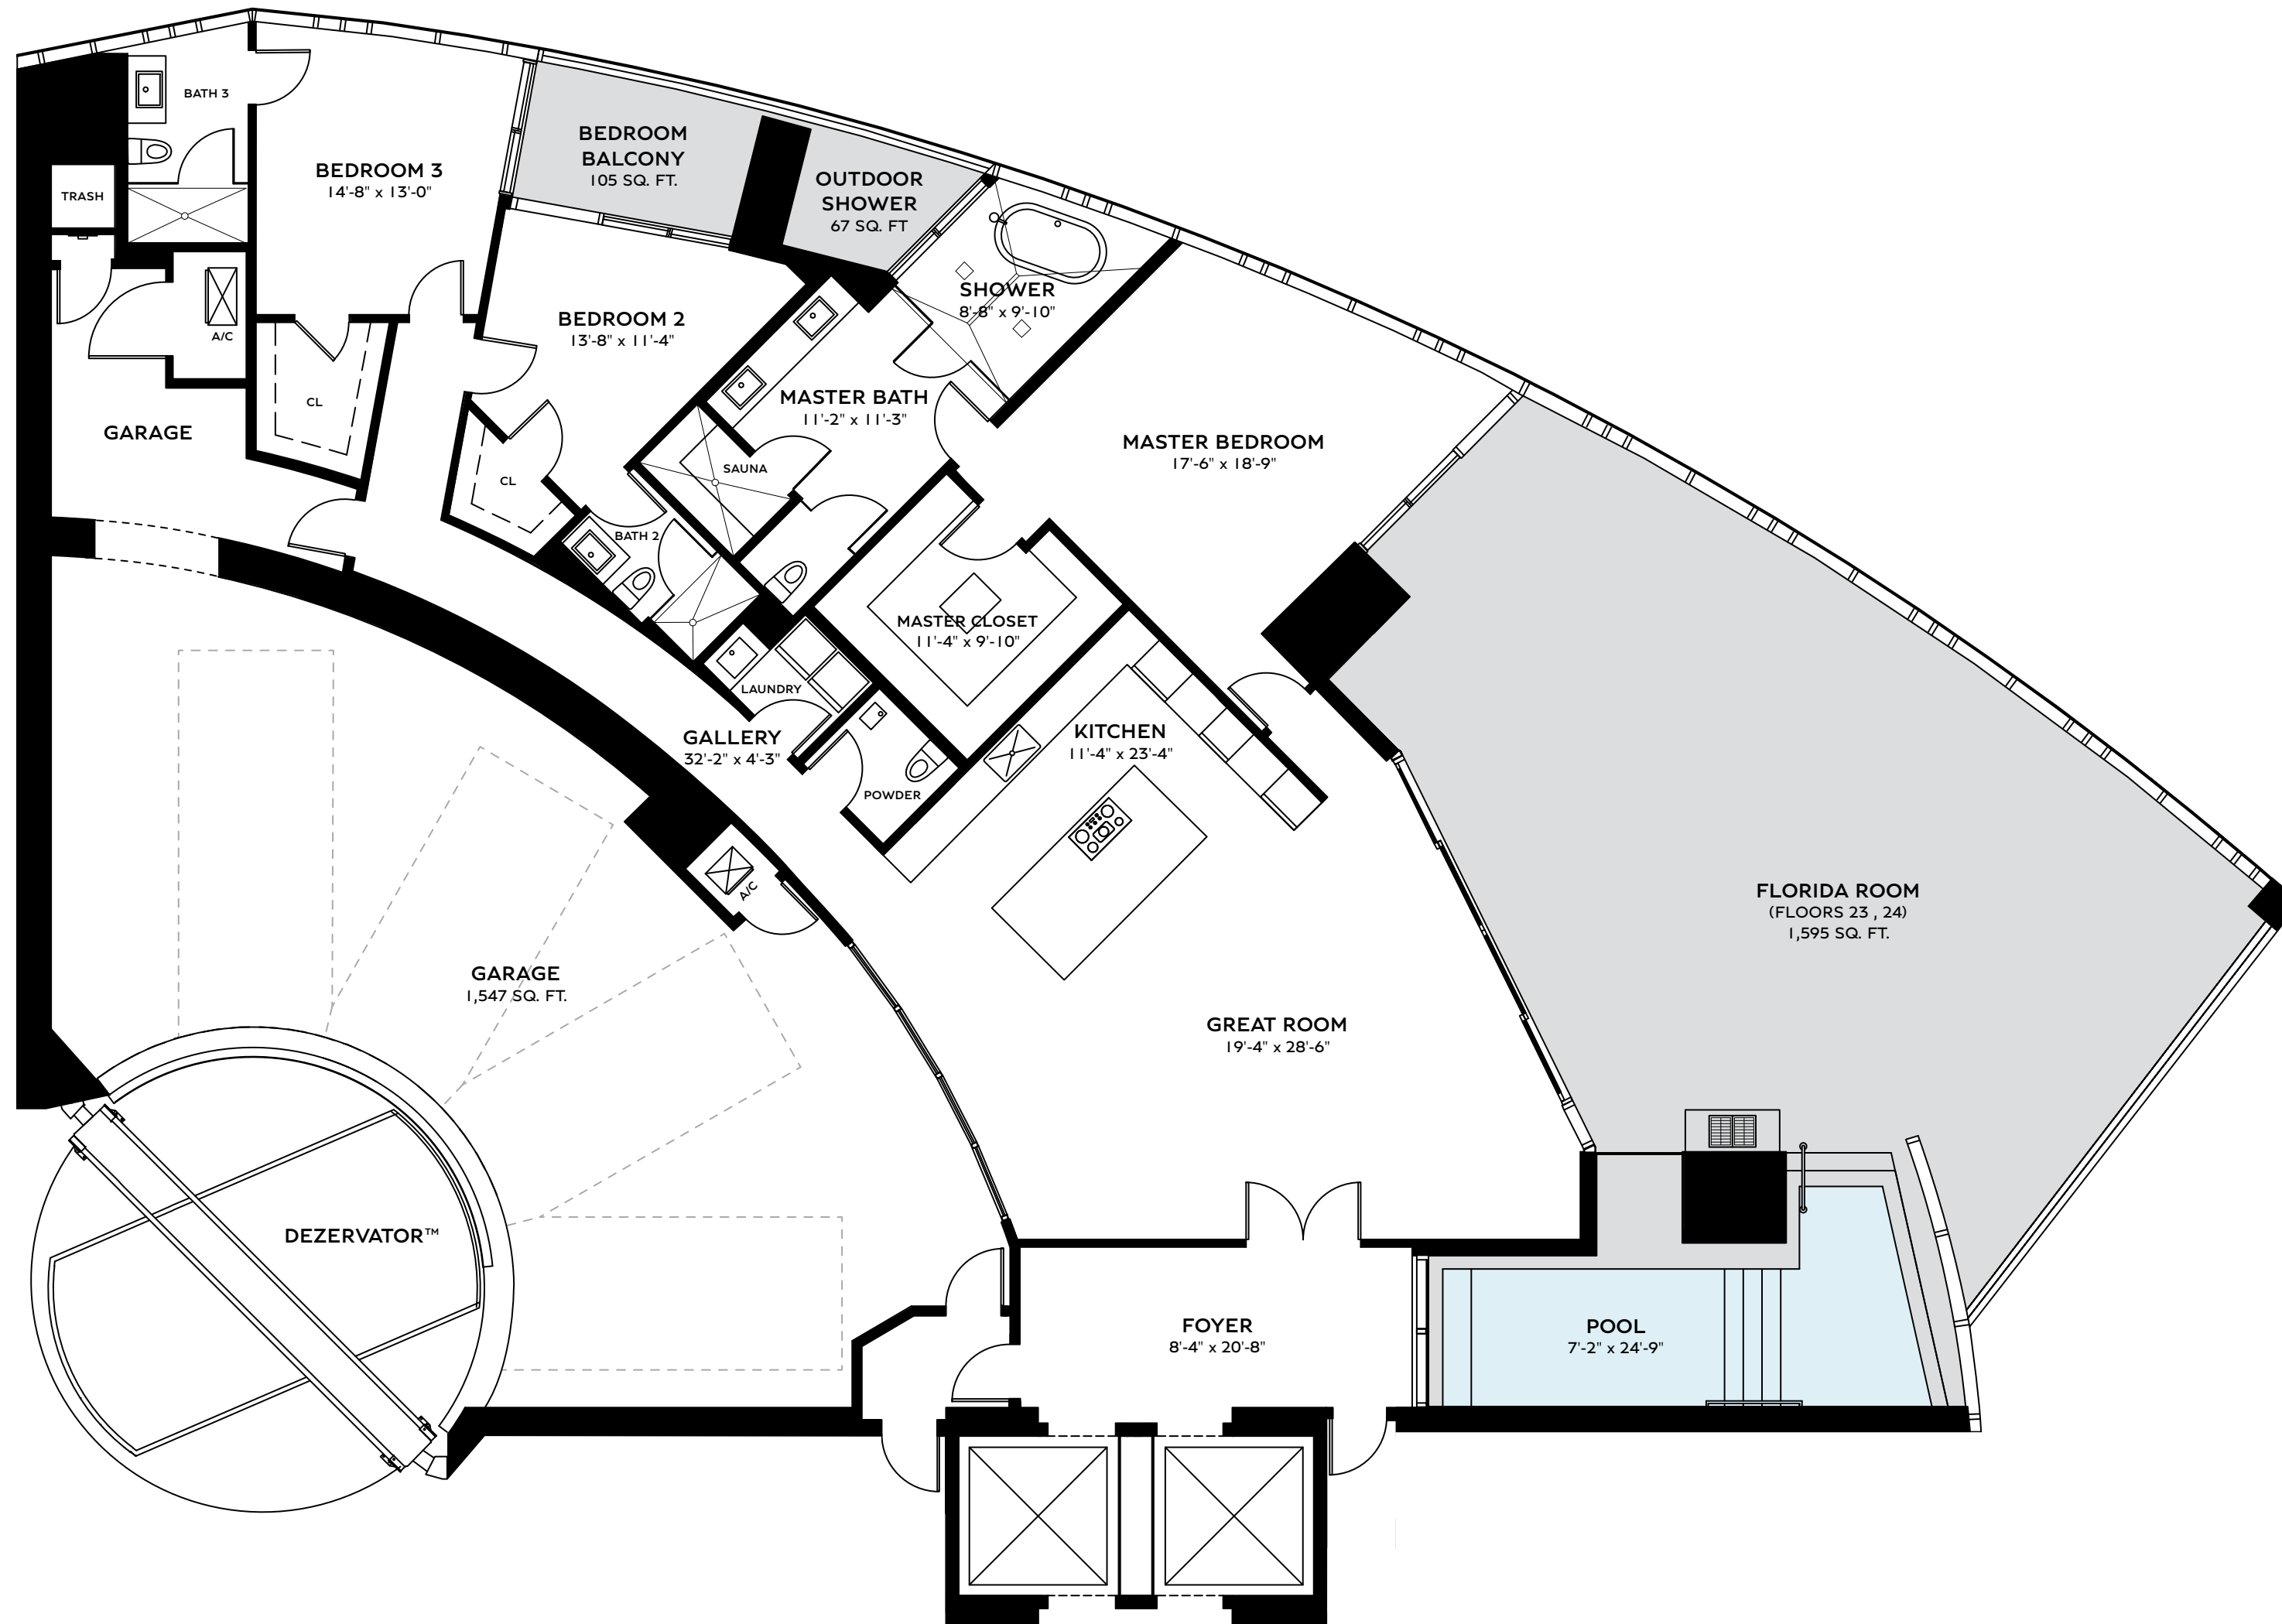 BATH 3
BEDROOM 3
14'-8" x 13'-0"
BEDROOM
BALCONY
105 SQ. FT.
OUTDOOR
SHOWER
67 SQ. FT
TRASH
A/C
CL
GARAGE
BEDROOM 2
13'-8" x 11'-4"
SHOWER
8'-8" x 9'-10"
MASTER BATH
11'-2" x 11'-3"
SAUNA
CL
BATH 2
MASTER BEDROOM
17'-6" x 18'-9"
MASTER CLOSET
11'-4" x 9'-10"
LAUNDRY
GALLERY
32'-2" x 4'-3"
POWDER
KITCHEN
11'-4" x 23'-4"
A/C
GARAGE
1,547 SQ. FT.
FLORIDA ROOM
(FLOORS 23 , 24)
1,595 SQ. FT.
GREAT ROOM
19'-4" x 28'-6"
DEZERVATOR™
FOYER
8'-4" x 20'-8"
POOL
7'-2" x 24'-9"